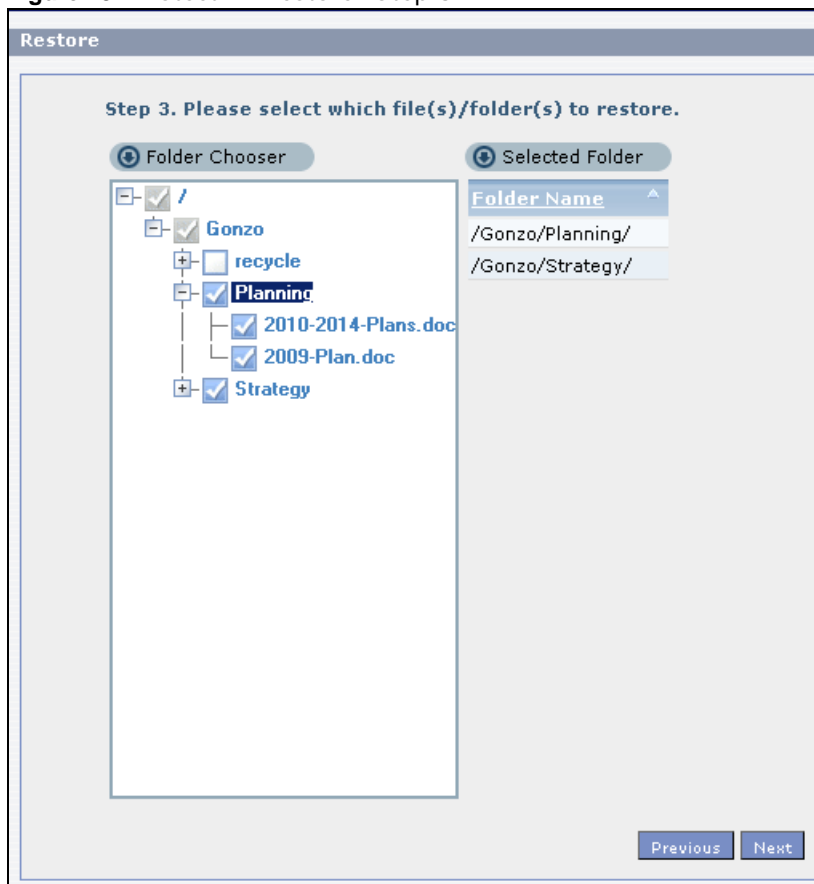 Restore
Step 3. Please select which file(s)/folder(s) to restore.
Folder Chooser
Selected Folder
/
Gonzo
recycle
Planning
2010-2014-Plans.doc
2009-Plan.doc
Strategy
Folder Name
/Gonzo/Planning/
/Gonzo/Strategy/
Previous Next